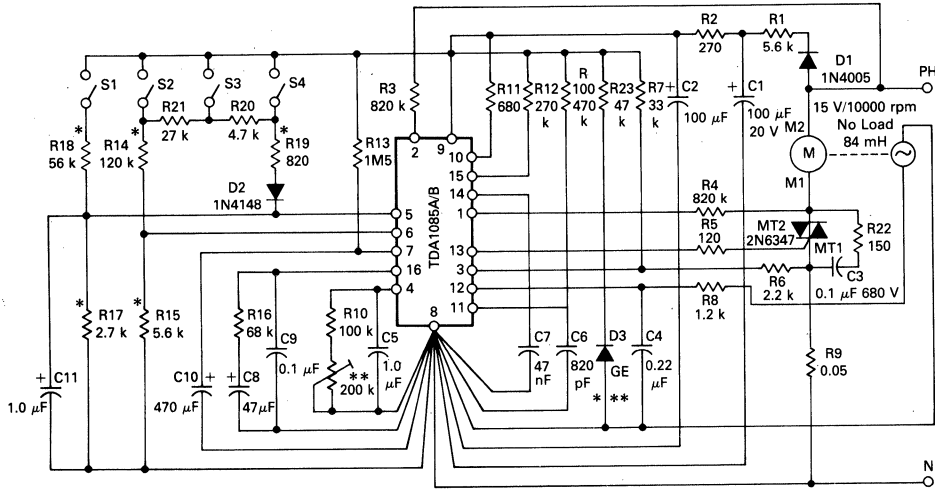 R2
270
R1
5.6 k
D1
1N4005
PH
S1
S2
S3
S4
R3
820 k
R11
680
R12
270
k
R
100
470
k
R23
47
k
R7
33
k
+ C2
100 µF
+ C1
100 µF
20 V
15 V/10000 rpm
No Load
84 mH
M2
M
M1
R21
27 k
R20
4.7 k
*
R18
56 k
*
R14
120 k
*
R19
820
R13
1M5
D2
1N4148
2
9
10
15
14
1
13
3
12
11
5
6
7
16
4
8
TDA1085A/B
R4
820 k
R5
120
MT2
2N6347
MT1
R22
150
C3
0.1 µF 680 V
R6
2.2 k
R8
1.2 k
R9
0.05
*
R17
2.7 k
*
R15
5.6 k
R16
68 k
C9
0.1 µF
R10
100 k
**
200 k
C5
1.0
µF
C7
47
nF
C6
820
pF
D3
GE
* **
C4
0.22
µF
+ C11
1.0 µF
C10 +
470 µF
+ C8
47µF
N